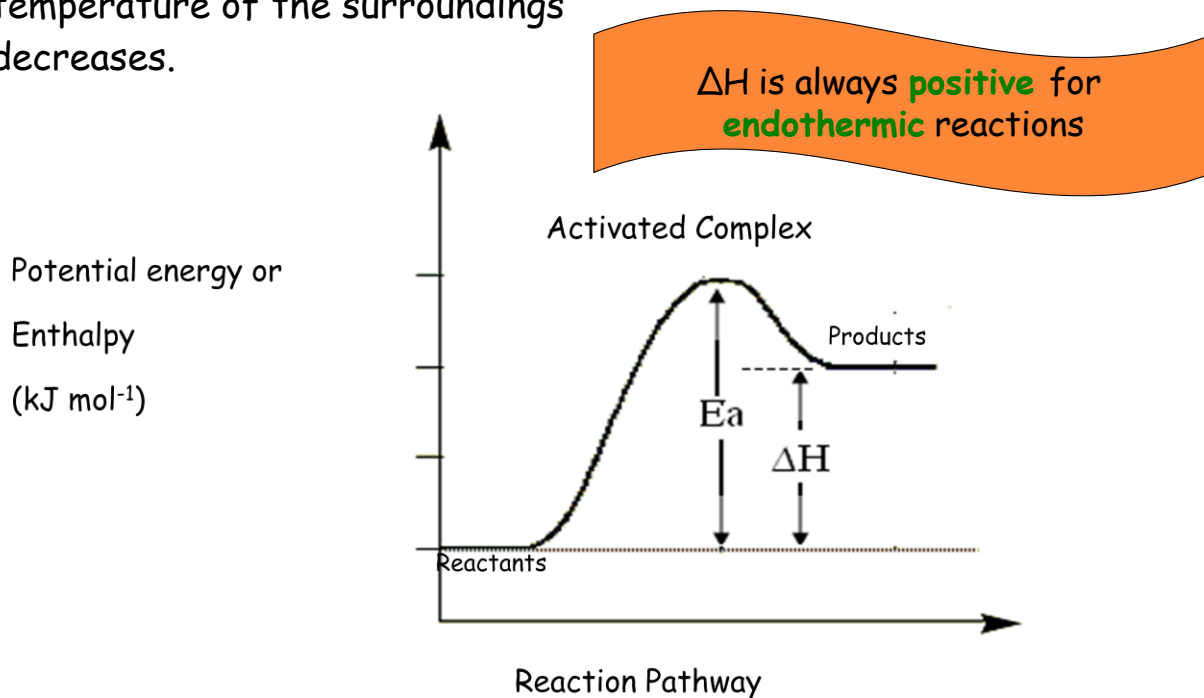 temperature of the surroundings
decreases.
ΔH is always positive for
endothermic reactions
Activated Complex
Potential energy or
Enthalpy
(kJ mol⁻¹)
Products
Ea
ΔH
Reactants
Reaction Pathway